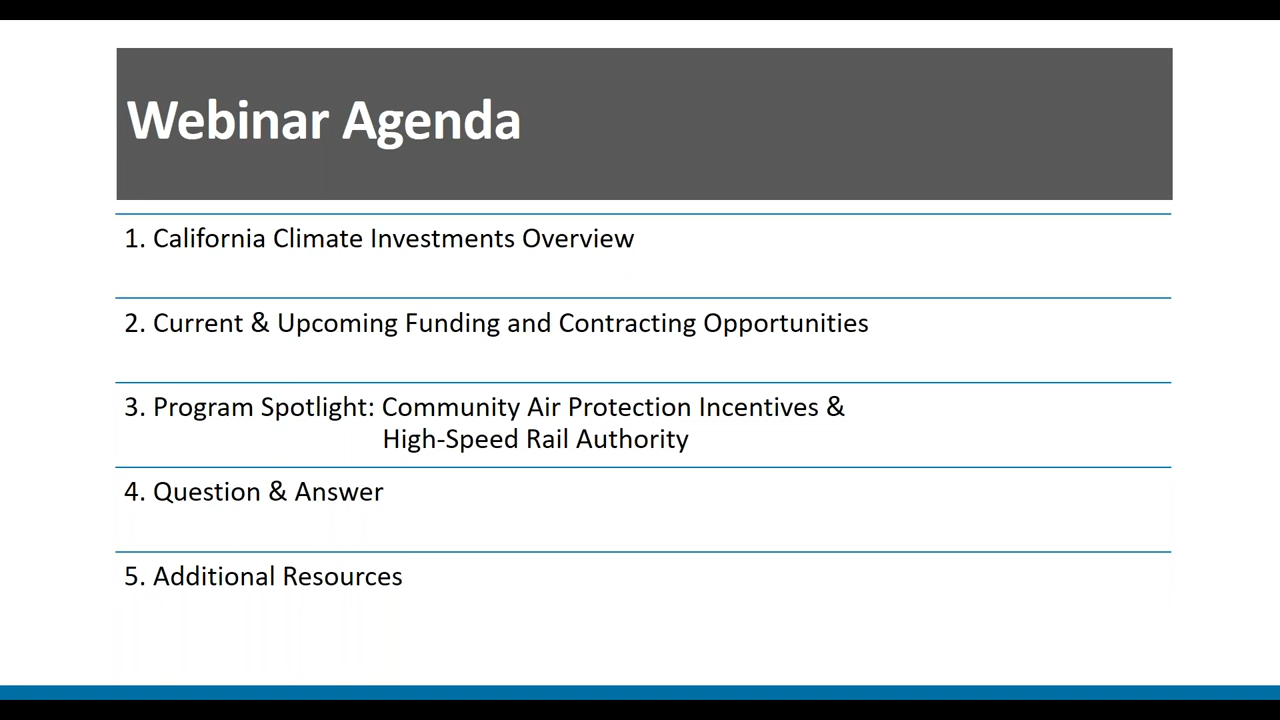 Webinar Agenda
1. California Climate Investments Overview
2. Current & Upcoming Funding and Contracting Opportunities
3. Program Spotlight: Community Air Protection Incentives &
High-Speed Rail Authority
4. Question & Answer
5. Additional Resources